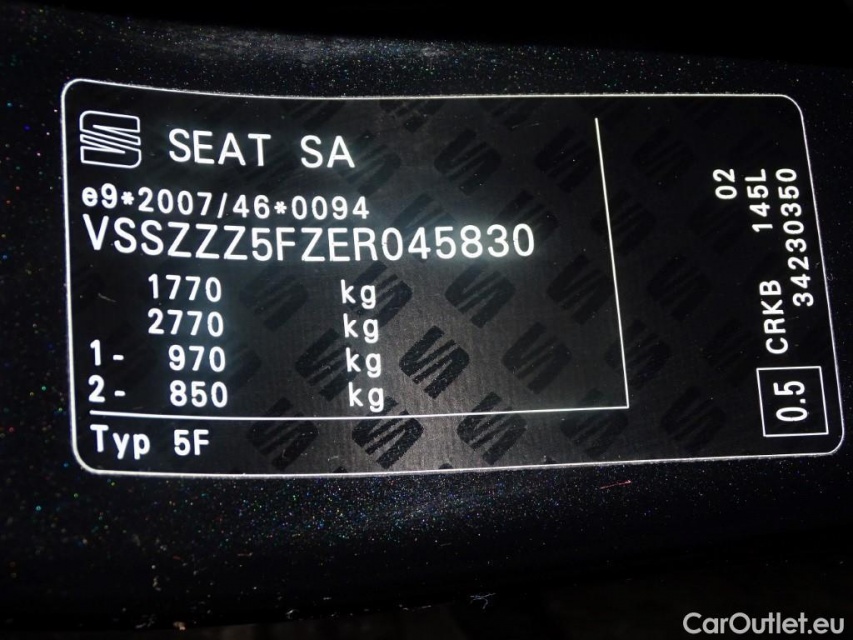 SEAT SA
e9*2007/46*0094
VSSZZZ5FZER045830
1770 kg
2770 kg
1- 970 kg
2- 850 kg
Typ 5F
02
145L
CRKB 34230350
0.5
CarOutlet.eu